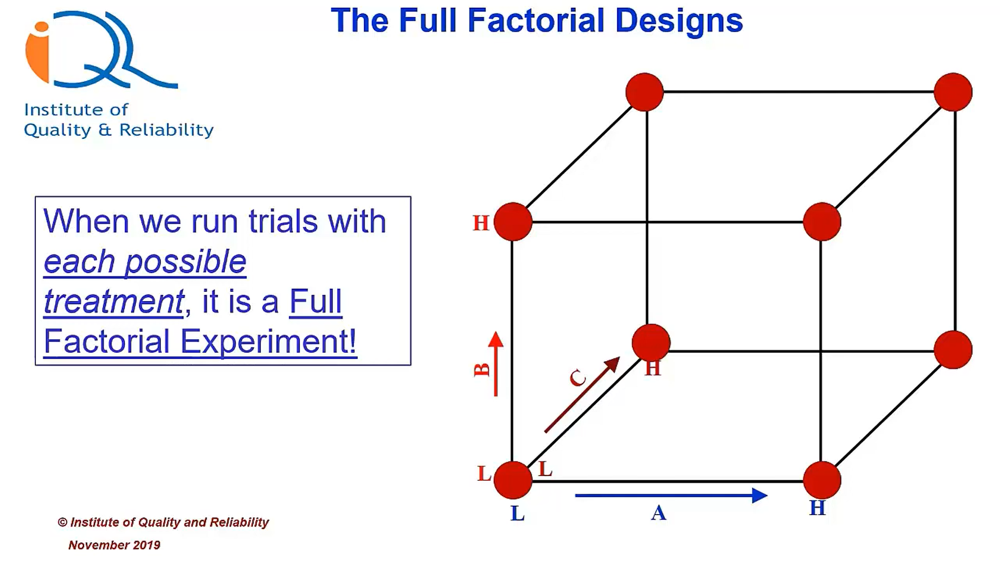 The Full Factorial Designs
iQR
Institute of
Quality & Reliability
When we run trials with
each possible
treatment, it is a Full
Factorial Experiment!
H
B
C
H
L
L
L
A
H
© Institute of Quality and Reliability
November 2019